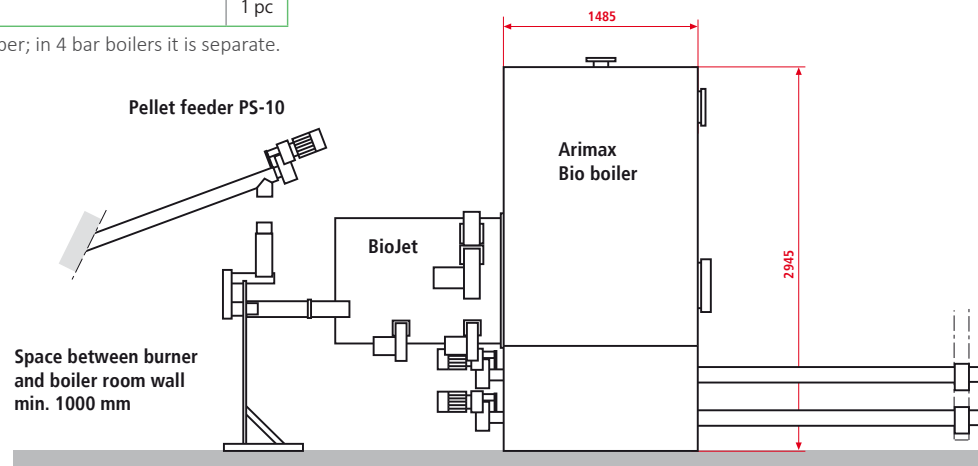 1 pc
per; in 4 bar boilers it is separate.
1485
Pellet feeder PS-10
Arimax
Bio boiler
BioJet
2945
Space between burner
and boiler room wall
min. 1000 mm